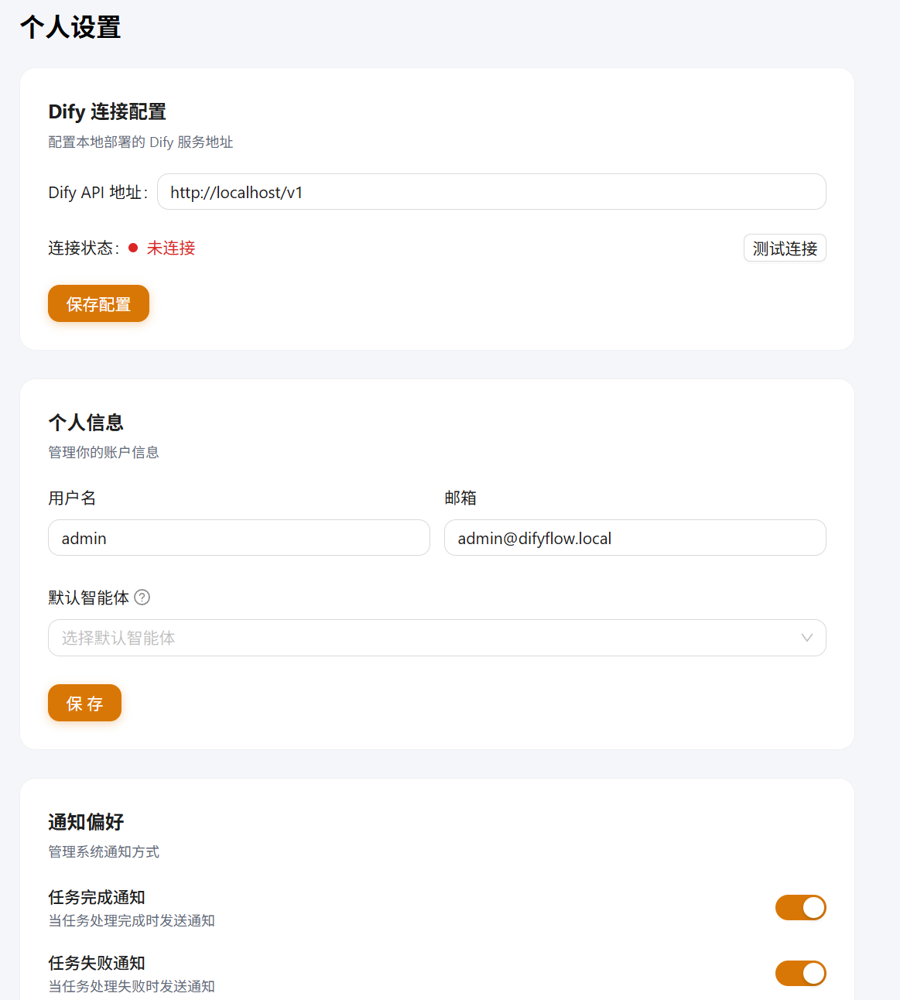 个人设置
Dify 连接配置
配置本地部署的 Dify 服务地址
Dify API 地址: http://localhost/v1
连接状态: 未连接 测试连接
保存配置
个人信息
管理你的账户信息
用户名 邮箱
admin admin@difyflow.local
默认智能体 ?
选择默认智能体
保 存
通知偏好
管理系统通知方式
任务完成通知
当任务处理完成时发送通知
任务失败通知
当任务处理失败时发送通知